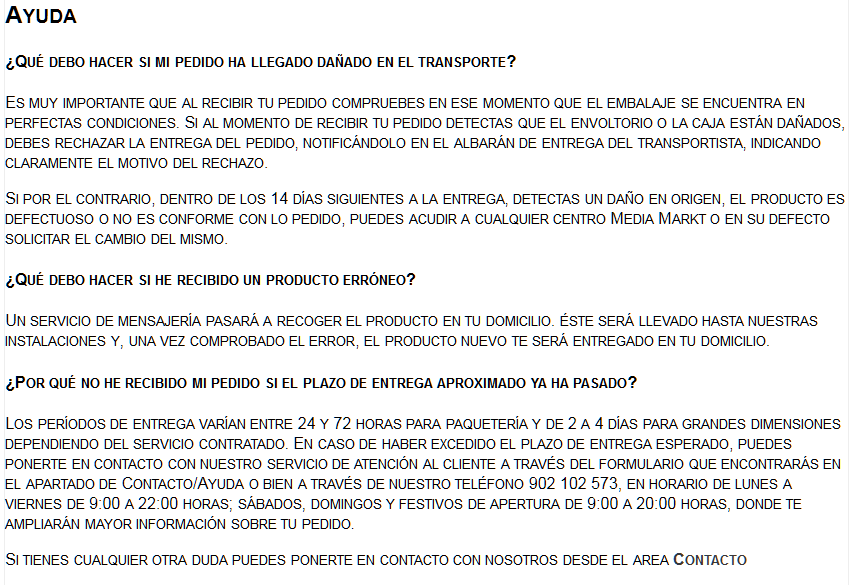 AYUDA
¿QUÉ DEBO HACER SI MI PEDIDO HA LLEGADO DAÑADO EN EL TRANSPORTE?
ES MUY IMPORTANTE QUE AL RECIBIR TU PEDIDO COMPRUEBES EN ESE MOMENTO QUE EL EMBALAJE SE ENCUENTRA EN
PERFECTAS CONDICIONES. SI AL MOMENTO DE RECIBIR TU PEDIDO DETECTAS QUE EL ENVOLTORIO O LA CAJA ESTÁN DAÑADOS,
DEBES RECHAZAR LA ENTREGA DEL PEDIDO, NOTIFICÁNDOLO EN EL ALBARÁN DE ENTREGA DEL TRANSPORTISTA, INDICANDO
CLARAMENTE EL MOTIVO DEL RECHAZO.
SI POR EL CONTRARIO, DENTRO DE LOS 14 DÍAS SIGUIENTES A LA ENTREGA, DETECTAS UN DAÑO EN ORIGEN, EL PRODUCTO ES
DEFECTUOSO O NO ES CONFORME CON LO PEDIDO, PUEDES ACUDIR A CUALQUIER CENTRO MEDIA MARKT O EN SU DEFECTO
SOLICITAR EL CAMBIO DEL MISMO.
¿QUÉ DEBO HACER SI HE RECIBIDO UN PRODUCTO ERRÓNEO?
UN SERVICIO DE MENSAJERÍA PASARÁ A RECOGER EL PRODUCTO EN TU DOMICILIO. ÉSTE SERÁ LLEVADO HASTA NUESTRAS
INSTALACIONES Y, UNA VEZ COMPROBADO EL ERROR, EL PRODUCTO NUEVO TE SERÁ ENTREGADO EN TU DOMICILIO.
¿POR QUÉ NO HE RECIBIDO MI PEDIDO SI EL PLAZO DE ENTREGA APROXIMADO YA HA PASADO?
LOS PERÍODOS DE ENTREGA VARÍAN ENTRE 24 Y 72 HORAS PARA PAQUETERÍA Y DE 2 A 4 DÍAS PARA GRANDES DIMENSIONES
DEPENDIENDO DEL SERVICIO CONTRATADO. EN CASO DE HABER EXCEDIDO EL PLAZO DE ENTREGA ESPERADO, PUEDES
PONERTE EN CONTACTO CON NUESTRO SERVICIO DE ATENCIÓN AL CLIENTE A TRAVÉS DEL FORMULARIO QUE ENCONTRARÁS EN
EL APARTADO DE CONTACTO/AYUDA O BIEN A TRAVÉS DE NUESTRO TELÉFONO 902 102 573, EN HORARIO DE LUNES A
VIERNES DE 9:00 A 22:00 HORAS; SÁBADOS, DOMINGOS Y FESTIVOS DE APERTURA DE 9:00 A 20:00 HORAS, DONDE TE
AMPLIARÁN MAYOR INFORMACIÓN SOBRE TU PEDIDO.
SI TIENES CUALQUIER OTRA DUDA PUEDES PONERTE EN CONTACTO CON NOSOTROS DESDE EL AREA CONTACTO